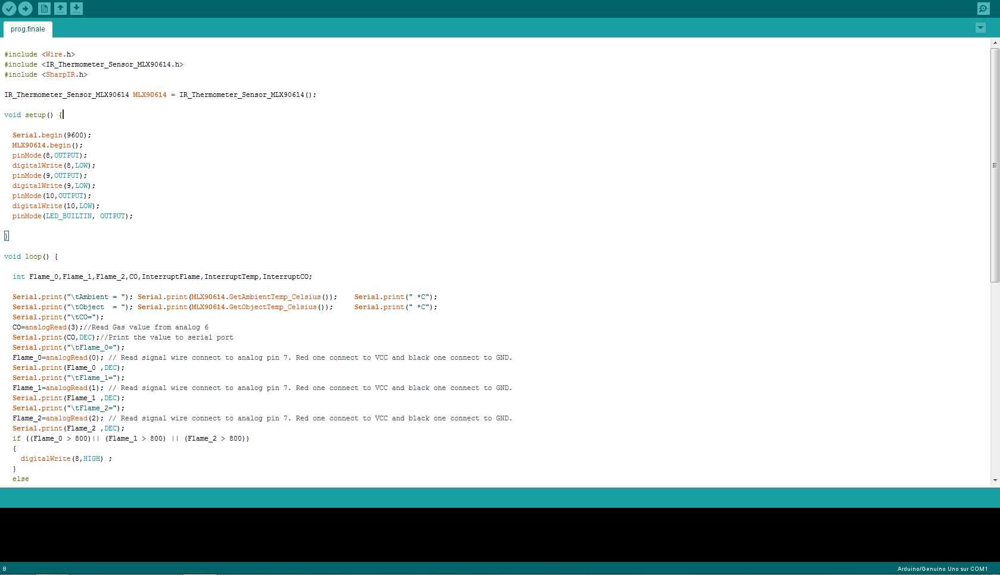 prog.finale
#include <Wire.h>
#include <IR_Thermometer_Sensor_MLX90614.h>
#include <SharpIR.h>
IR_Thermometer_Sensor_MLX90614 MLX90614 = IR_Thermometer_Sensor_MLX90614();
void setup() {
Serial.begin(9600);
MLX90614.begin();
pinMode(8,OUTPUT);
digitalWrite(8,LOW);
pinMode(9,OUTPUT);
digitalWrite(9,LOW);
pinMode(10,OUTPUT);
digitalWrite(10,LOW);
pinMode(LED_BUILTIN, OUTPUT);
}
void loop() {
int Flame_0,Flame_1,Flame_2,CO,InterruptFlame,InterruptTemp,InterruptCO;
Serial.print("\tAmbient = "); Serial.print(MLX90614.GetAmbientTemp_Celsius());    Serial.print(" *C");
Serial.print("\tObject  = "); Serial.print(MLX90614.GetObjectTemp_Celsius());     Serial.print(" *C");
Serial.print("\tCO=");
CO=analogRead(3);//Read Gas value from analog 6
Serial.print(CO,DEC);//Print the value to serial port
Serial.print("\tFlame_0=");
Flame_0=analogRead(0); // Read signal wire connect to analog pin 7. Red one connect to VCC and black one connect to GND.
Serial.print(Flame_0 ,DEC);
Serial.print("\tFlame_1=");
Flame_1=analogRead(1); // Read signal wire connect to analog pin 7. Red one connect to VCC and black one connect to GND.
Serial.print(Flame_1 ,DEC);
Serial.print("\tFlame_2=");
Flame_2=analogRead(2); // Read signal wire connect to analog pin 7. Red one connect to VCC and black one connect to GND.
Serial.print(Flame_2 ,DEC);
if ((Flame_0 > 800)|| (Flame_1 > 800) || (Flame_2 > 800))
{
digitalWrite(8,HIGH) ;
}
else
8
Arduino/Genuino Uno sur COM1